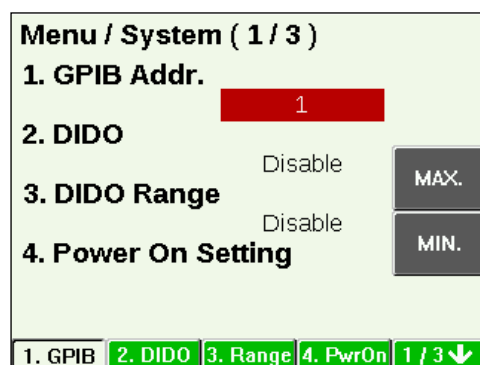 Menu / System ( 1 / 3 )
1. GPIB Addr.
1
2. DIDO
Disable
MAX.
3. DIDO Range
Disable
MIN.
4. Power On Setting
1. GPIB 2. DIDO 3. Range 4. PwrOn 1 / 3